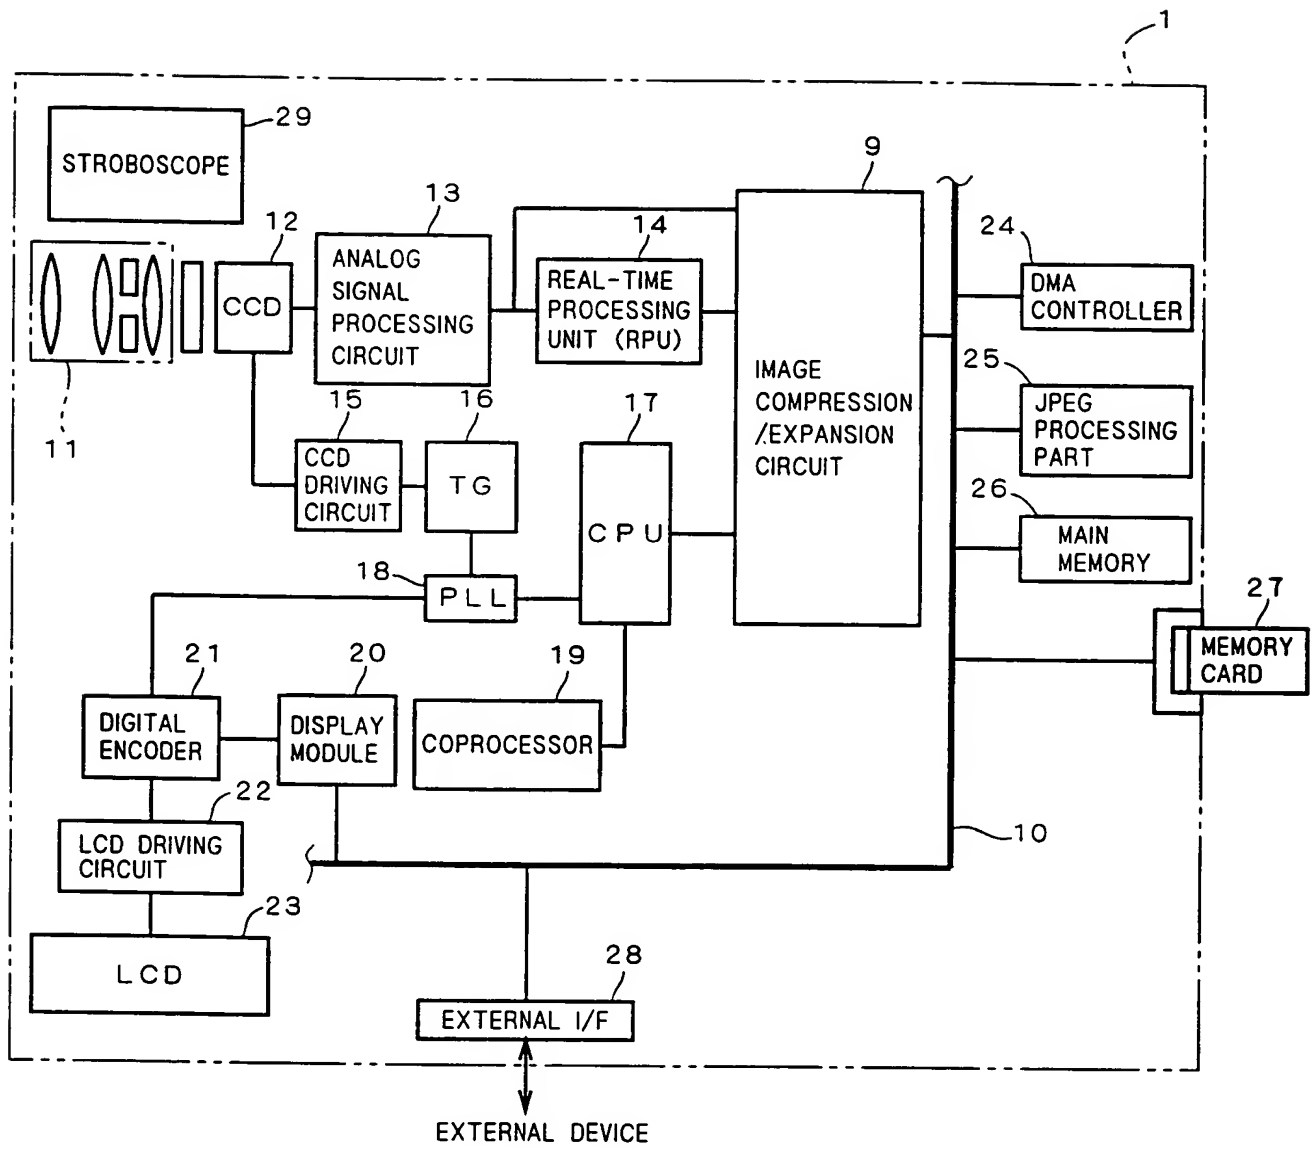 1
29
STROBOSCOPE
9
13
12
14
24
ANALOG
SIGNAL
PROCESSING
CIRCUIT
CCD
REAL-TIME
PROCESSING
UNIT (RPU)
DMA
CONTROLLER
11
25
IMAGE
COMPRESSION
/EXPANSION
CIRCUIT
JPEG
PROCESSING
PART
15
16
17
CCD
DRIVING
CIRCUIT
TG
CPU
26
MAIN
MEMORY
18
PLL
27
MEMORY
CARD
21
20
19
DIGITAL
ENCODER
DISPLAY
MODULE
COPROCESSOR
22
LCD DRIVING
CIRCUIT
10
23
LCD
28
EXTERNAL I/F
EXTERNAL DEVICE